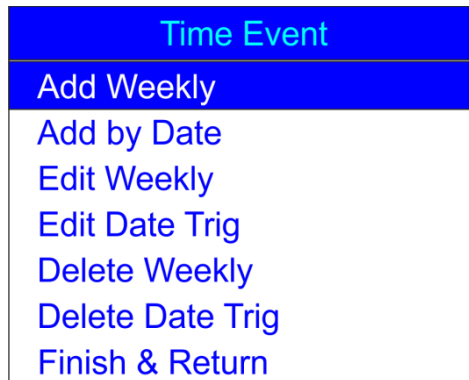 Time Event
Add Weekly
Add by Date
Edit Weekly
Edit Date Trig
Delete Weekly
Delete Date Trig
Finish & Return